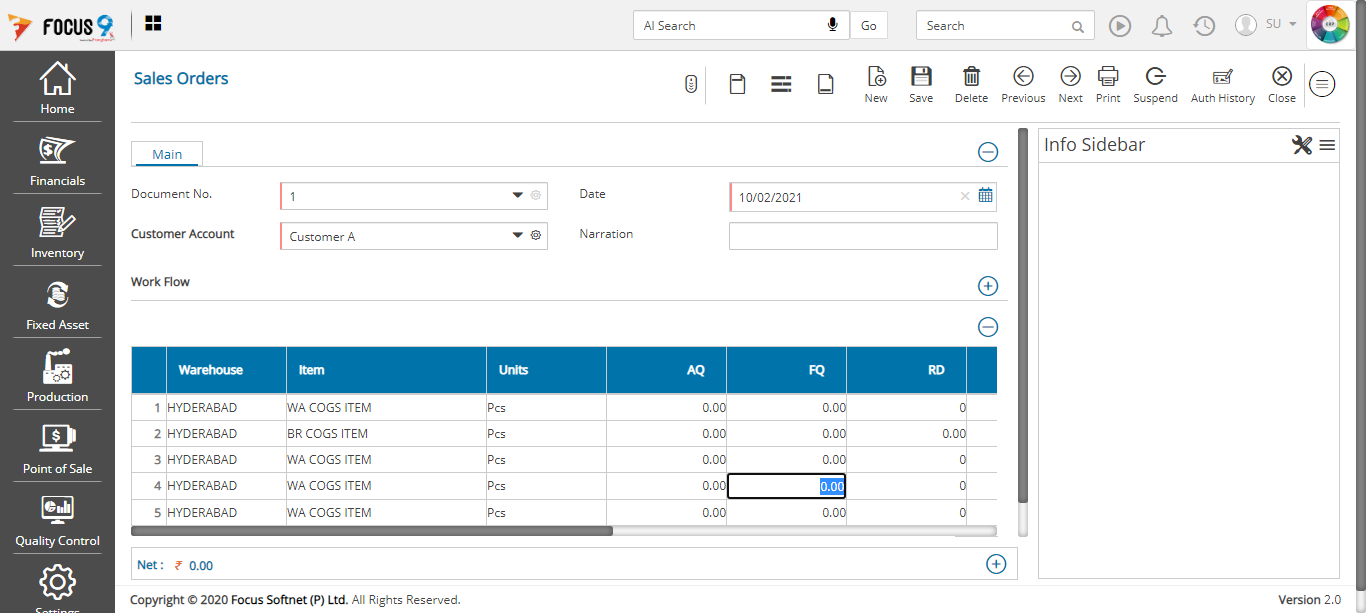 FOCUS 9
AI Search
Go
Search
SU
Home
Financials
Inventory
Fixed Asset
Production
Point of Sale
Quality Control
Settings
Sales Orders
New
Save
Delete
Previous
Next
Print
Suspend
Auth History
Close
Main
Document No.
1
Date
10/02/2021
Customer Account
Customer A
Narration
Work Flow
Info Sidebar
Warehouse Item Units AQ FQ RD
1 HYDERABAD WA COGS ITEM Pcs 0.00 0.00 0
2 HYDERABAD BR COGS ITEM Pcs 0.00 0.00 0.00
3 HYDERABAD WA COGS ITEM Pcs 0.00 0.00 0
4 HYDERABAD WA COGS ITEM Pcs 0.00 0.00 0
5 HYDERABAD WA COGS ITEM Pcs 0.00 0.00 0
Net : ₹ 0.00
Copyright © 2020 Focus Softnet (P) Ltd. All Rights Reserved.
Version 2.0